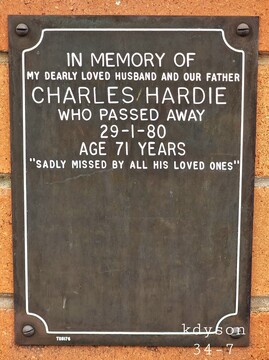 IN MEMORY OF
MY DEARLY LOVED HUSBAND AND OUR FATHER
CHARLES HARDIE
WHO PASSED AWAY
29-1-80
AGE 71 YEARS
"SADLY MISSED BY ALL HIS LOVED ONES"
kdyson
34-7